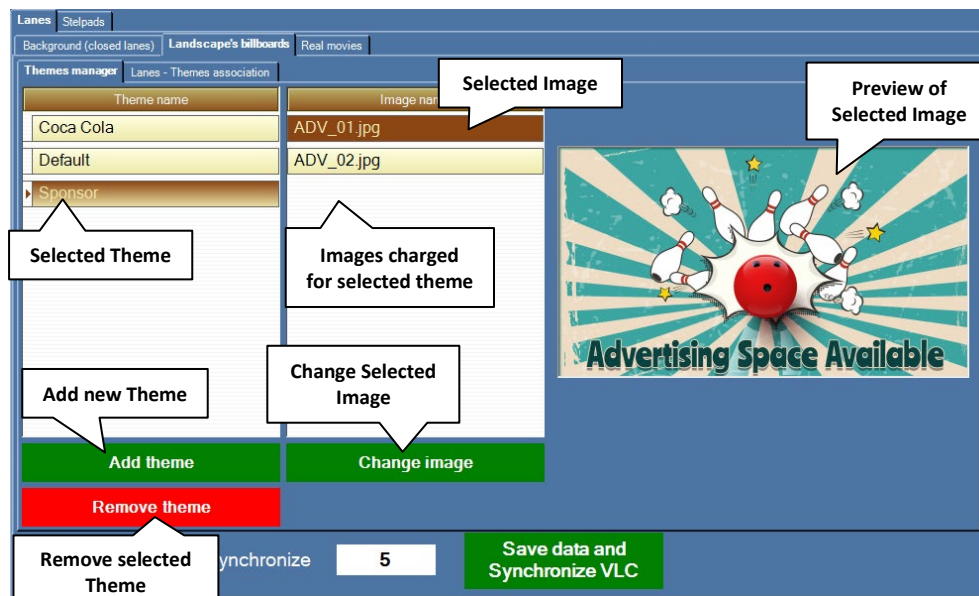 Lanes Stelpads
Background (closed lanes) Landscape's billboards Real movies
Themes manager Lanes - Themes association
Selected Image
Preview of
Selected Image
Theme name
Image
Coca Cola
ADV_01.jpg
Default
ADV_02.jpg
Sponsor
Selected Theme
Images charged
for selected theme
Advertising Space Available
Change Selected
Image
Add new Theme
Add theme
Change image
Remove theme
Remove selected
Theme
ynchronize
5
Save data and
Synchronize VLC